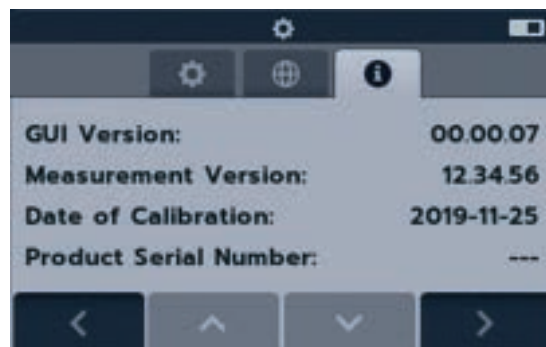 GUI Version: 00.00.07
Measurement Version: 12.34.56
Date of Calibration: 2019-11-25
Product Serial Number: ---